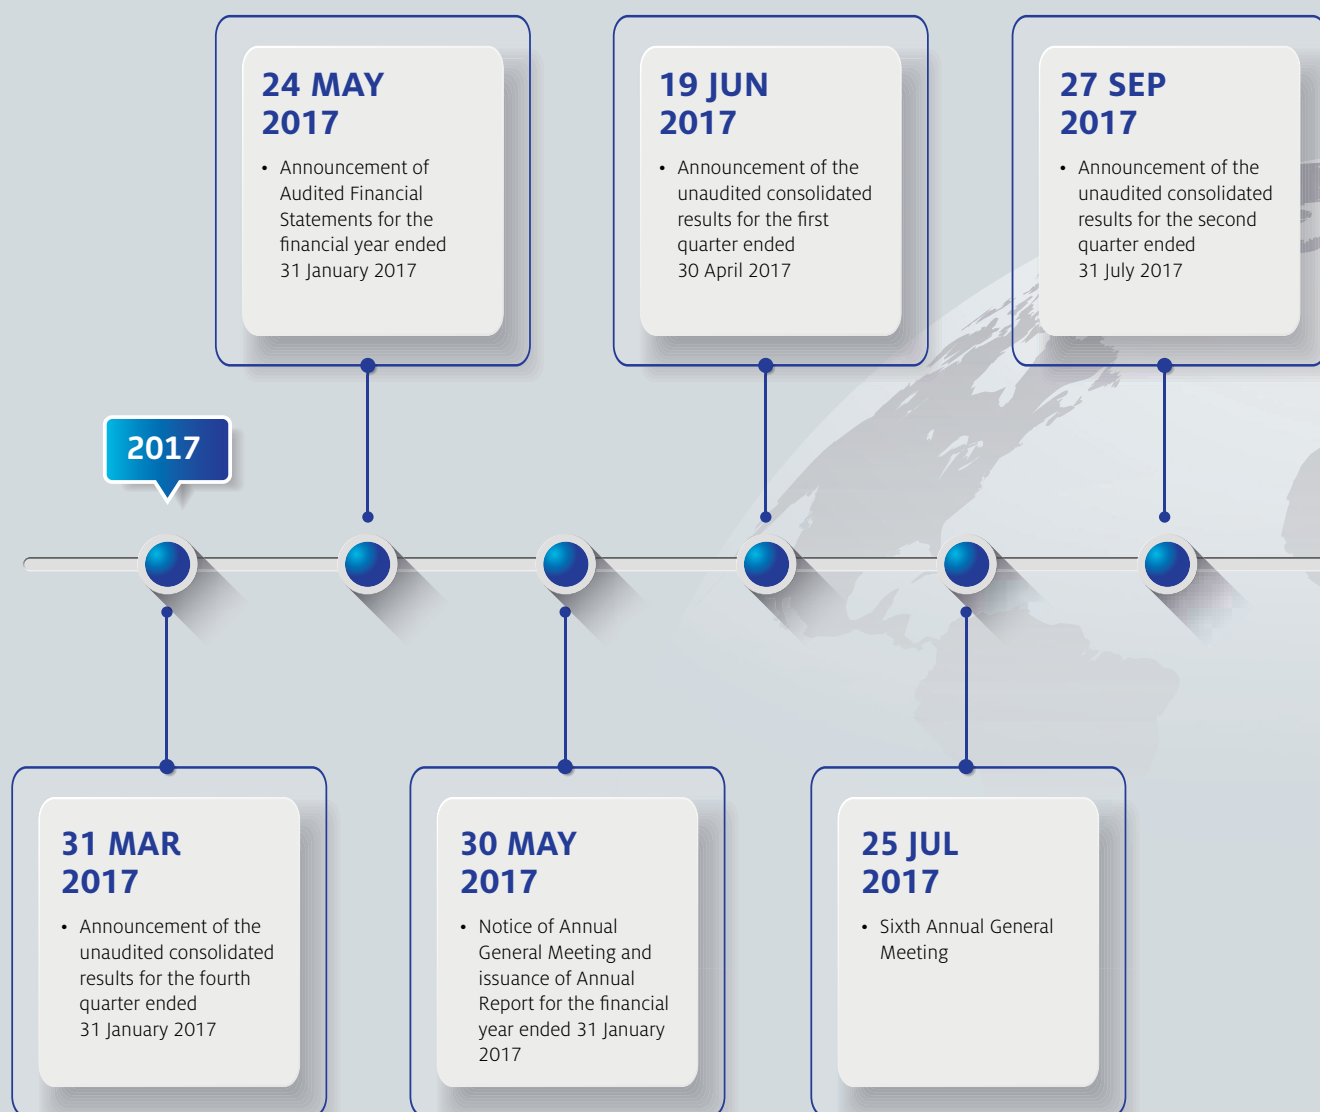 24 MAY
2017
• Announcement of
Audited Financial
Statements for the
financial year ended
31 January 2017
19 JUN
2017
• Announcement of the
unaudited consolidated
results for the first
quarter ended
30 April 2017
27 SEP
2017
• Announcement of the
unaudited consolidated
results for the second
quarter ended
31 July 2017
2017
31 MAR
2017
• Announcement of the
unaudited consolidated
results for the fourth
quarter ended
31 January 2017
30 MAY
2017
• Notice of Annual
General Meeting and
issuance of Annual
Report for the financial
year ended 31 January
2017
25 JUL
2017
• Sixth Annual General
Meeting